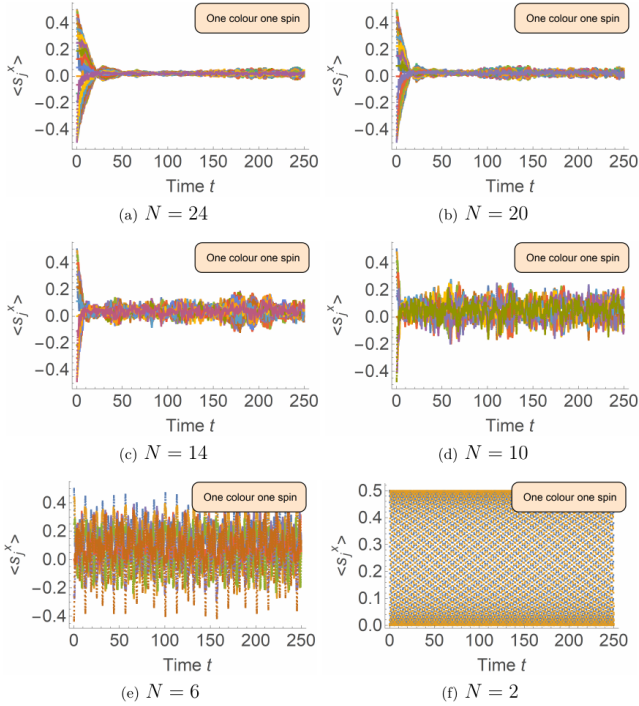 One colour one spin
One colour one spin
<s_j^x>
0.4
0.2
0.0
−0.2
−0.4
<s_j^x>
0.4
0.2
0.0
−0.2
−0.4
0 50 100 150 200 250
0 50 100 150 200 250
Time t
Time t
(a) N = 24
(b) N = 20
One colour one spin
One colour one spin
<s_j^x>
0.4
0.2
0.0
−0.2
−0.4
<s_j^x>
0.4
0.2
0.0
−0.2
−0.4
0 50 100 150 200 250
0 50 100 150 200 250
Time t
Time t
(c) N = 14
(d) N = 10
One colour one spin
One colour one spin
<s_j^x>
0.4
0.2
0.0
−0.2
−0.4
<s_j^x>
0.5
0.4
0.3
0.2
0.1
0.0
0 50 100 150 200 250
0 50 100 150 200 250
Time t
Time t
(e) N = 6
(f) N = 2